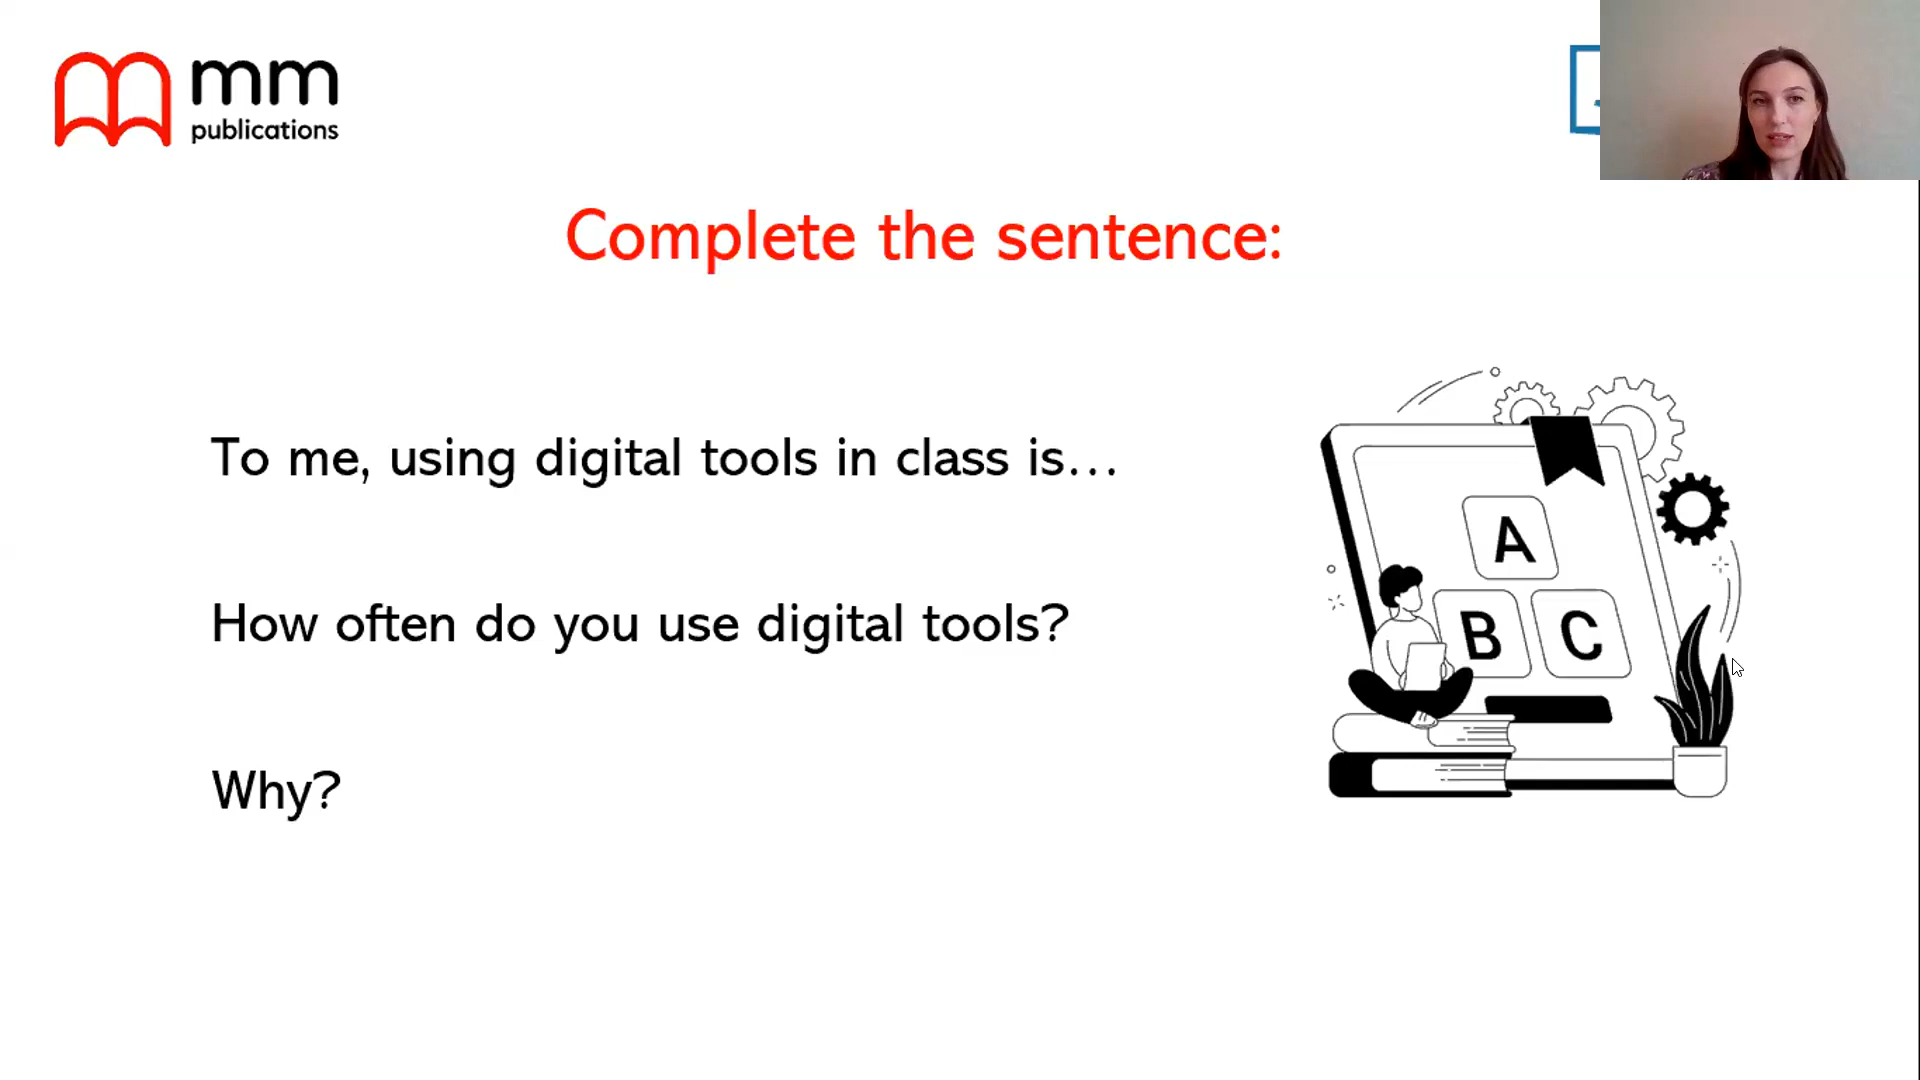 mm
publications
Complete the sentence:
To me, using digital tools in class is...
How often do you use digital tools?
Why?
A
B C